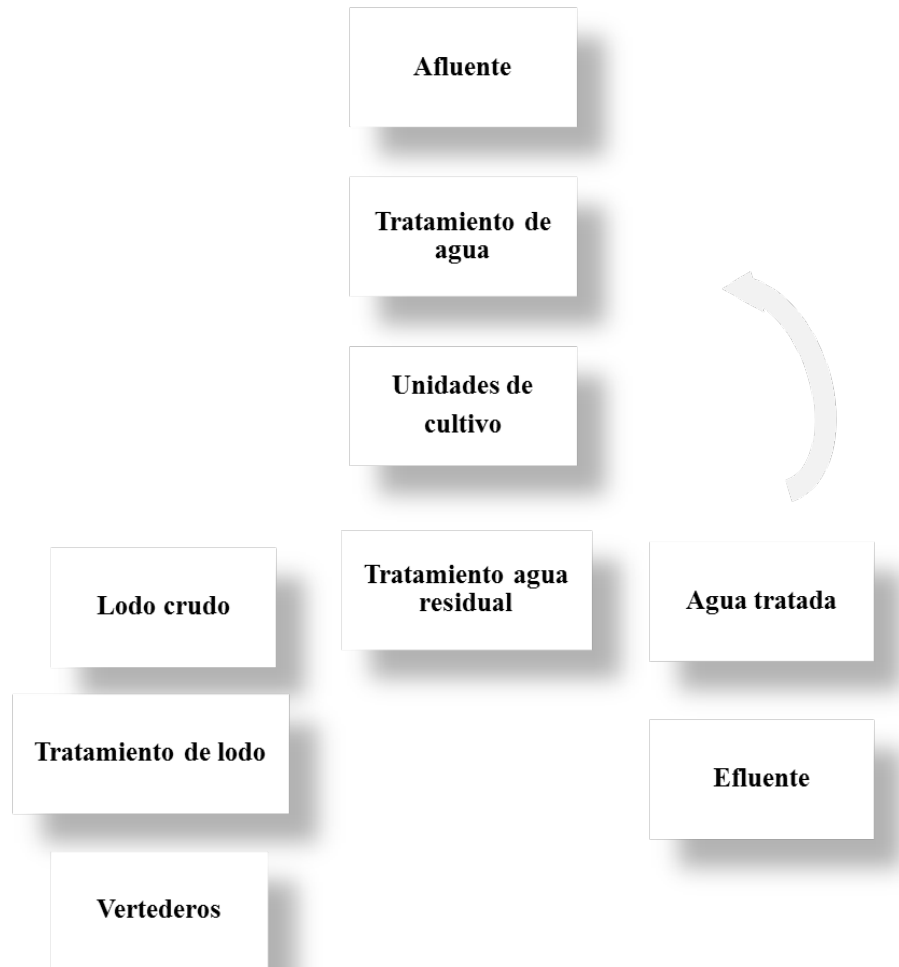 Afluente
Tratamiento de
agua
Unidades de
cultivo
Tratamiento agua
residual
Lodo crudo
Agua tratada
Tratamiento de lodo
Efluente
Vertederos